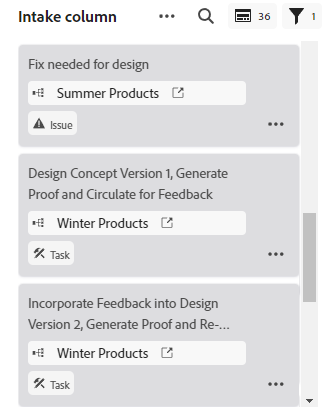 Intake column
36
1
Fix needed for design
Summer Products
Issue
Design Concept Version 1, Generate
Proof and Circulate for Feedback
Winter Products
Task
Incorporate Feedback into Design
Version 2, Generate Proof and Re-...
Winter Products
Task